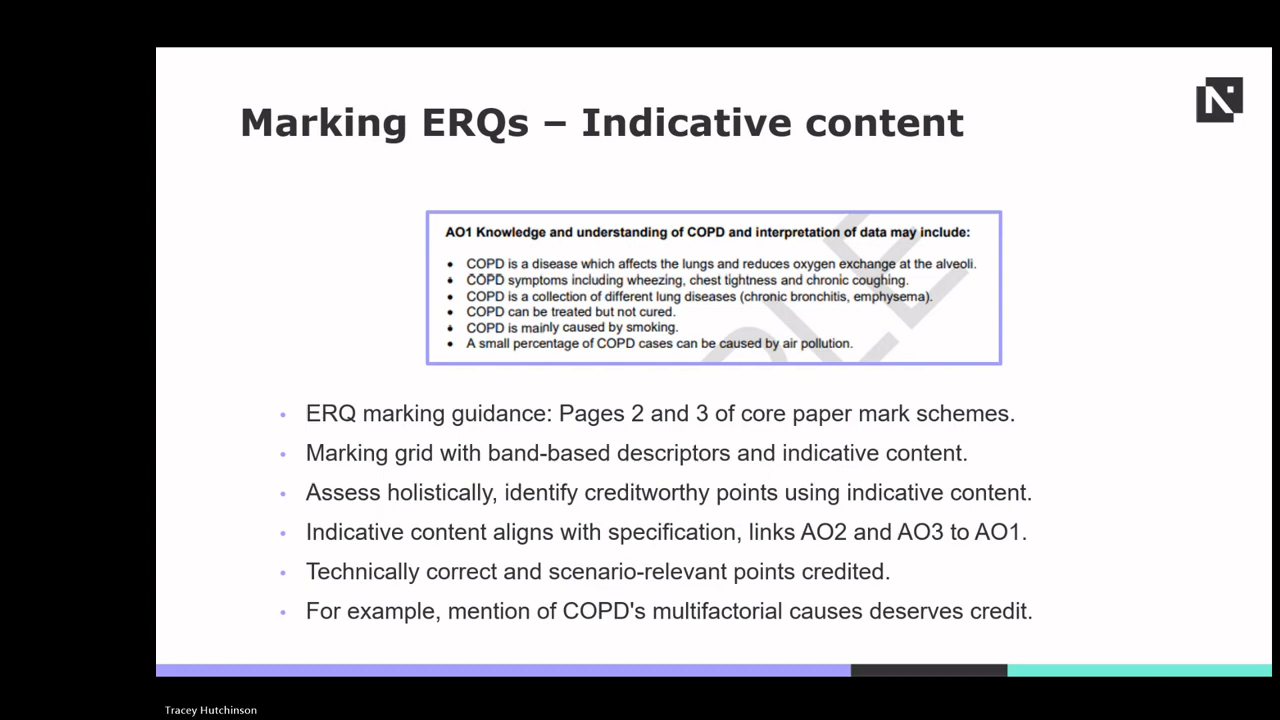 Marking ERQs – Indicative content
AO1 Knowledge and understanding of COPD and interpretation of data may include:
• COPD is a disease which affects the lungs and reduces oxygen exchange at the alveoli.
• COPD symptoms including wheezing, chest tightness and chronic coughing.
• COPD is a collection of different lung diseases (chronic bronchitis, emphysema).
• COPD can be treated but not cured.
• COPD is mainly caused by smoking.
• A small percentage of COPD cases can be caused by air pollution.
• ERQ marking guidance: Pages 2 and 3 of core paper mark schemes.
• Marking grid with band-based descriptors and indicative content.
• Assess holistically, identify creditworthy points using indicative content.
• Indicative content aligns with specification, links AO2 and AO3 to AO1.
• Technically correct and scenario-relevant points credited.
• For example, mention of COPD's multifactorial causes deserves credit.
Tracey Hutchinson